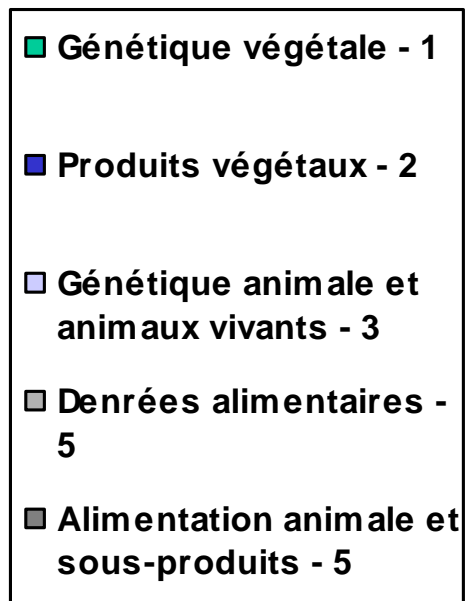 Génétique végétale - 1
Produits végétaux - 2
Génétique animale et
animaux vivants - 3
Denrées alimentaires -
5
Alimentation animale et
sous-produits - 5